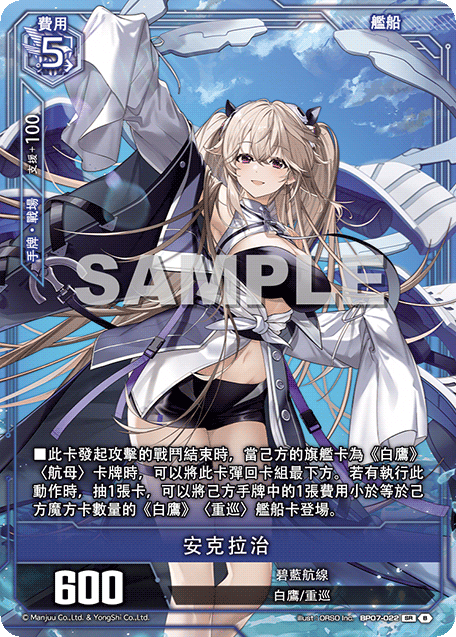 費用
5
艦船
手牌・戰場 支援+100
SAMPLE
■此卡發起攻擊的戰鬥結束時，當己方的旗艦卡為《白鷹》
〈航母〉卡牌時，可以將此卡彈回卡組最下方。若有執行此
動作時，抽1張卡，可以將己方手牌中的1張費用小於等於己
方魔方卡數量的《白鷹》〈重巡〉艦船卡登場。
安克拉治
600
碧藍航線
白鷹/重巡
© Manjuu Co.,Ltd. & YongShi Co.,Ltd.
illust ORSO Inc. BP07-022 SR